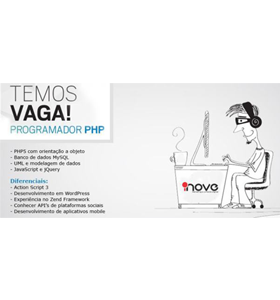 TEMOS
VAGA!
PROGRAMADOR PHP
- PHP5 com orientação a objeto
- Banco de dados MySQL
- UML e modelagem de dados
- JavaScript e jQuery
Diferenciais:
- Action Script 3
- Desenvolvimento em WordPress
- Experiência no Zend Framework
- Conhecer API's de plataformas sociais
- Desenvolvimento de aplicativos mobile
inove